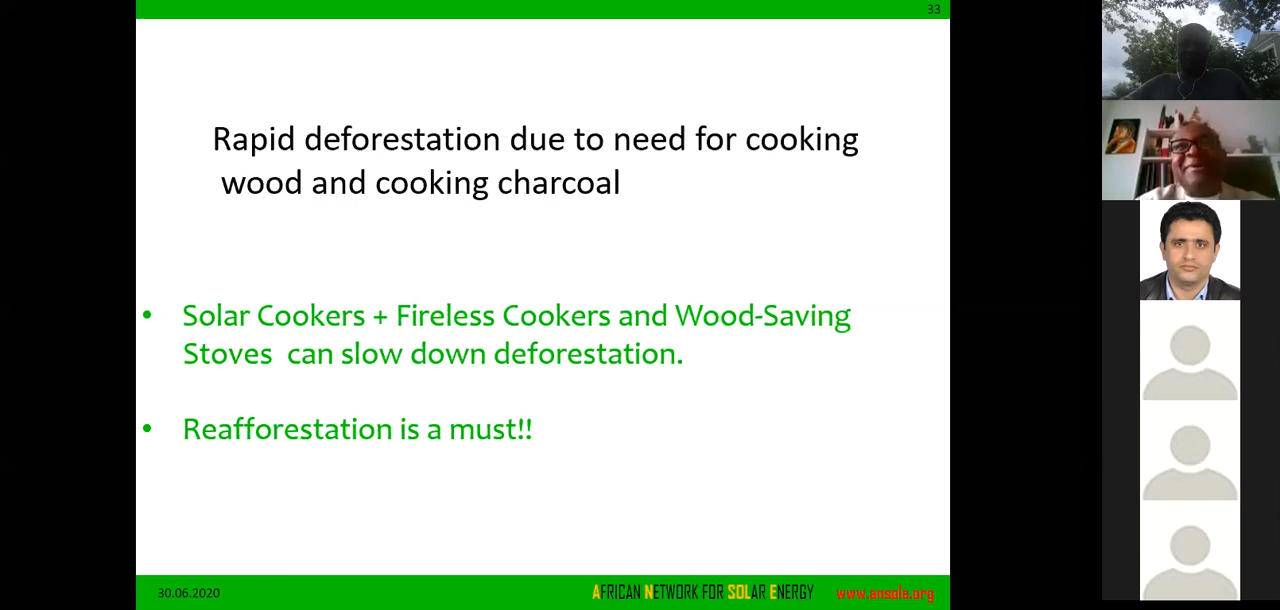 33
Rapid deforestation due to need for cooking
wood and cooking charcoal
• Solar Cookers + Fireless Cookers and Wood-Saving
Stoves can slow down deforestation.
• Reafforestation is a must!!
30.06.2020
AFRICAN NETWORK FOR SOLAR ENERGY
www.ansole.org